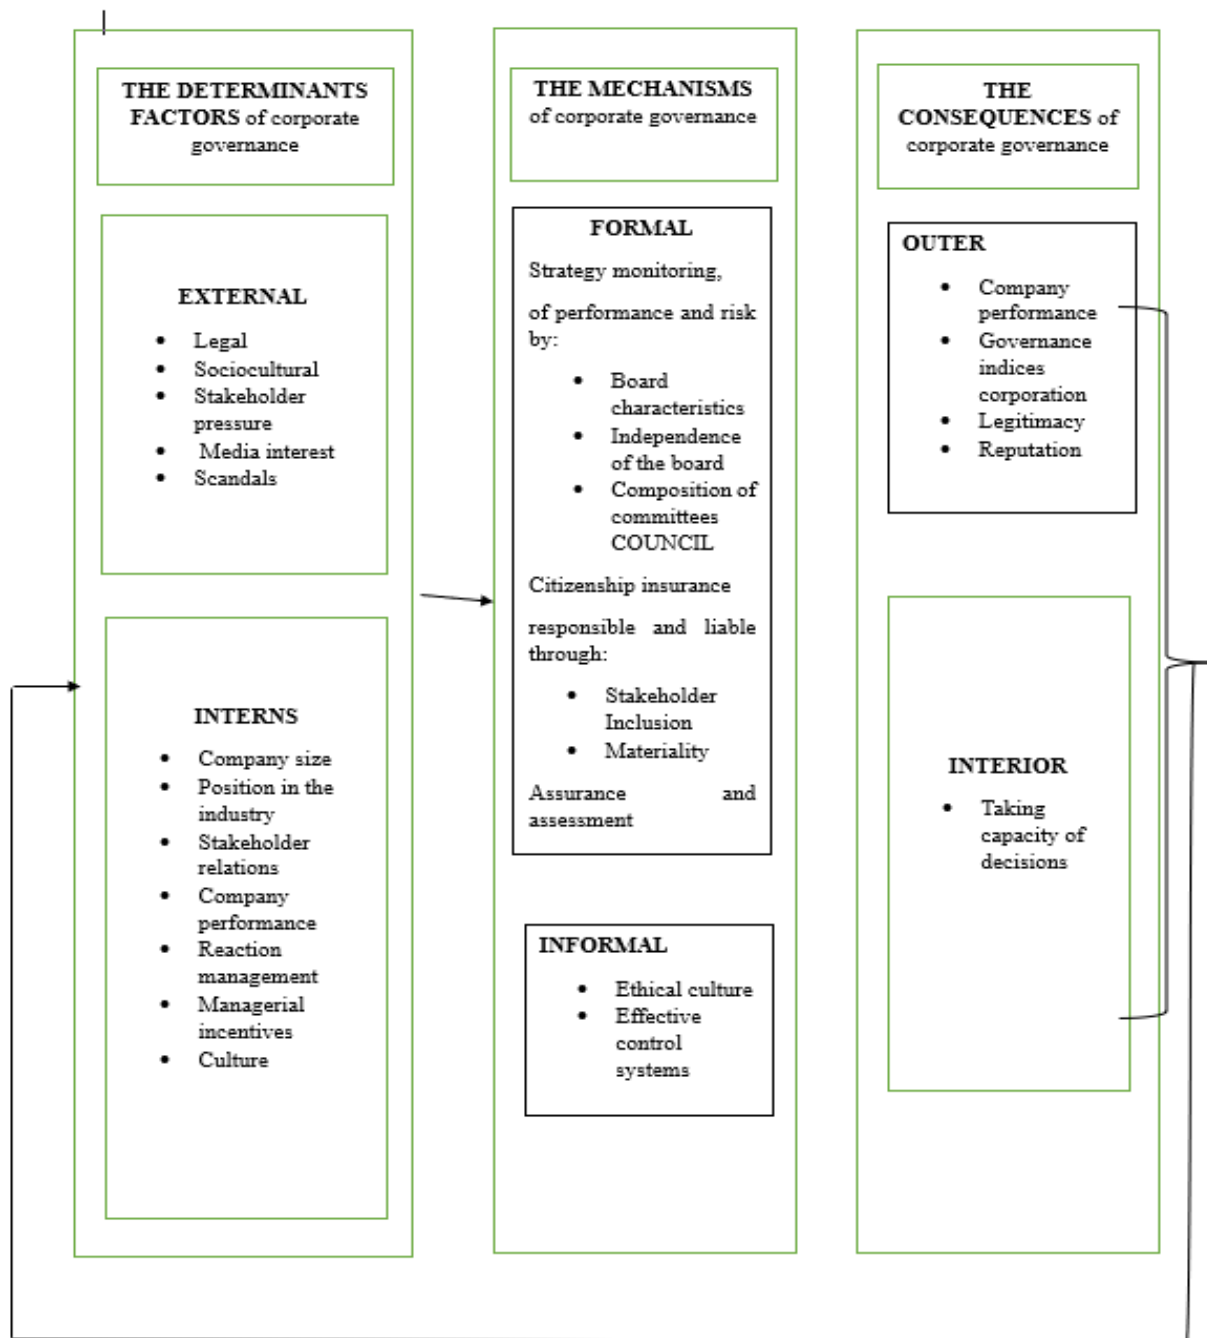 THE DETERMINANTS
FACTORS of corporate
governance
EXTERNAL
• Legal
• Sociocultural
• Stakeholder
pressure
• Media interest
• Scandals
INTERNS
• Company size
• Position in the
industry
• Stakeholder
relations
• Company
performance
• Reaction
management
• Managerial
incentives
• Culture
THE MECHANISMS
of corporate governance
FORMAL
Strategy monitoring,
of performance and risk
by:
• Board
characteristics
• Independence
of the board
• Composition of
committees
COUNCIL
Citizenship insurance
responsible and liable
through:
• Stakeholder
Inclusion
• Materiality
Assurance and
assessment
INFORMAL
• Ethical culture
• Effective
control
systems
THE
CONSEQUENCES of
corporate governance
OUTER
• Company
performance
• Governance
indices
corporation
• Legitimacy
• Reputation
INTERIOR
• Taking
capacity of
decisions